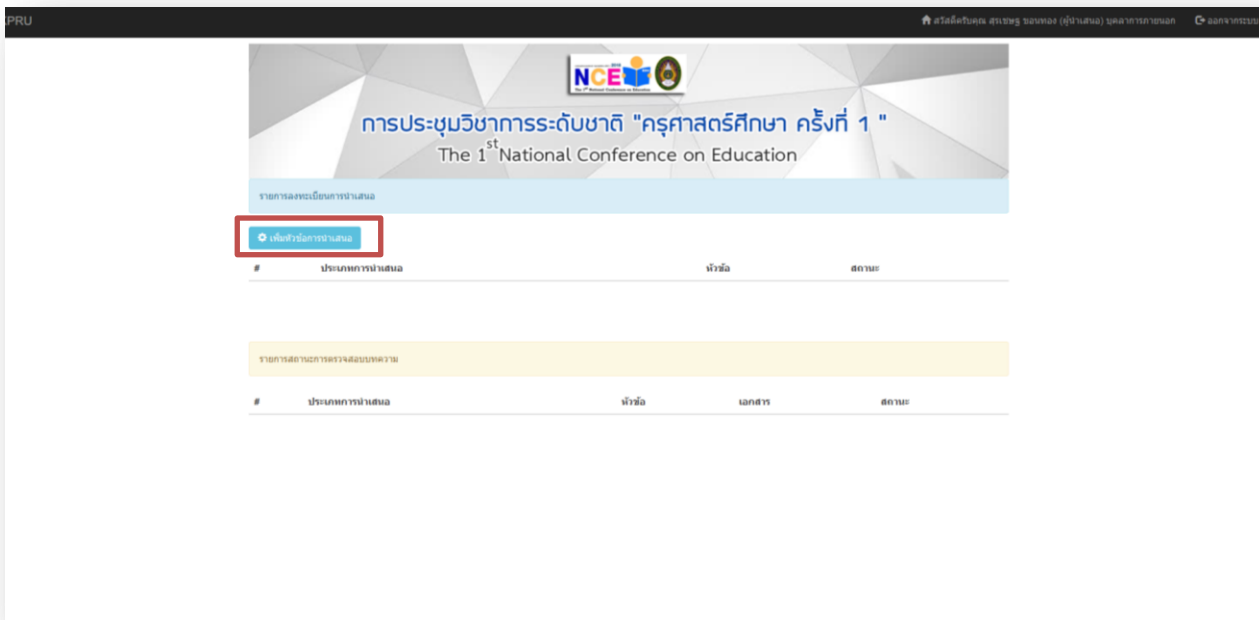 PRU
สวัสดีครับคุณ สุรเชษฐ ขอนทอง (ผู้นำเสนอ) บุคลากรภายนอก ออกจากระบบ
NCE
การประชุมวิชาการระดับชาติ "ครุศาสตร์ศึกษา ครั้งที่ 1 "
The 1st National Conference on Education
รายการลงทะเบียนการนำเสนอ
เพิ่มหัวข้อการนำเสนอ
# ประเภทการนำเสนอ หัวข้อ สถานะ
รายการสถานะการตรวจสอบบทความ
# ประเภทการนำเสนอ หัวข้อ เอกสาร สถานะ